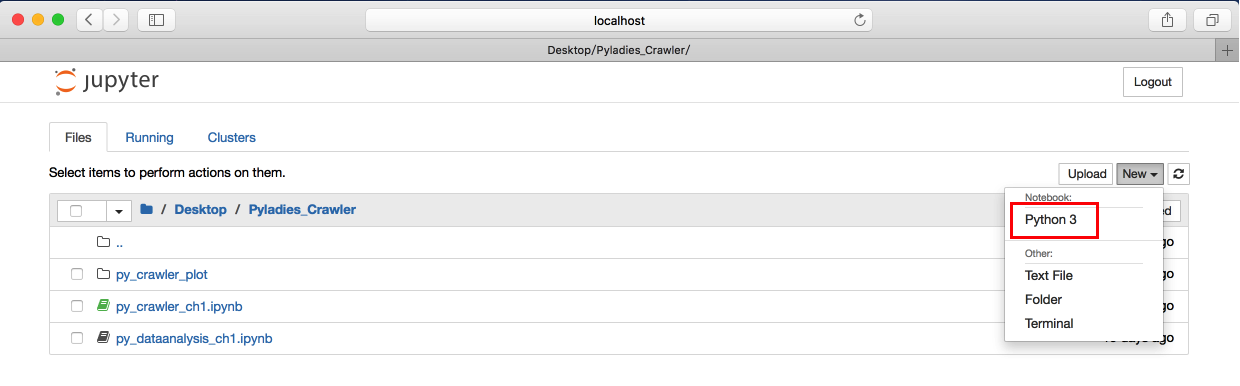 localhost
Desktop/Pyladies_Crawler/
jupyter
Logout
Files Running Clusters
Select items to perform actions on them.
Upload New
/ Desktop / Pyladies_Crawler
Notebook:
Python 3
Other:
Text File
Folder
Terminal
..
py_crawler_plot
py_crawler_ch1.ipynb
py_dataanalysis_ch1.ipynb
ago